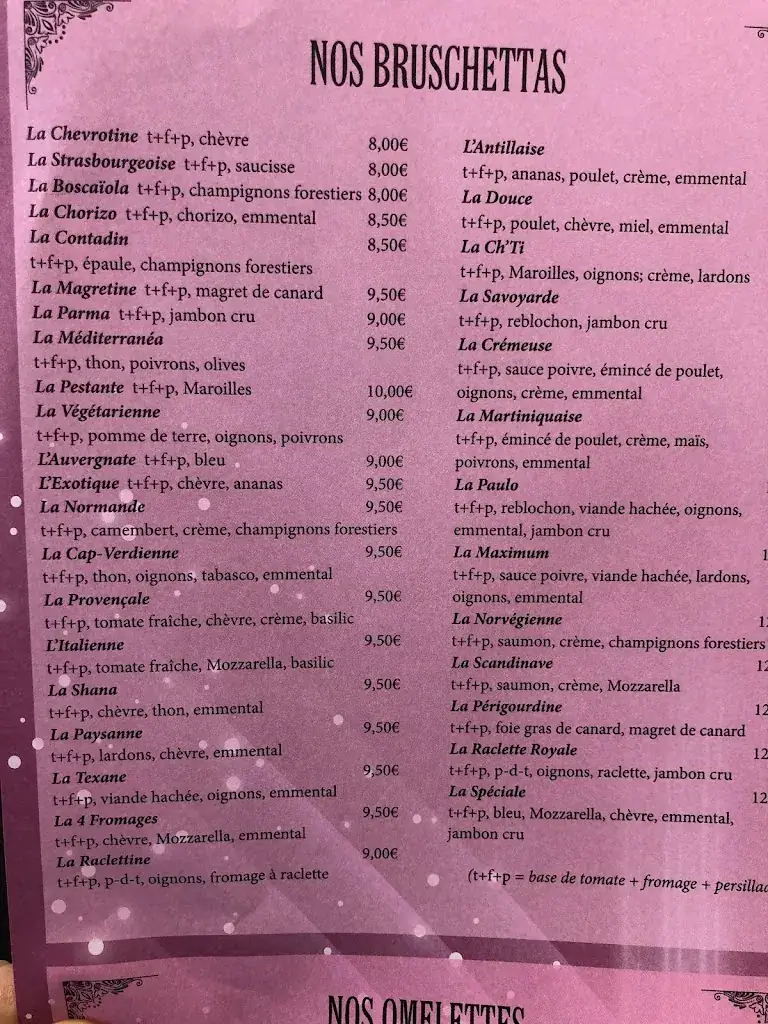 NOS BRUSCHETTAS
La Chevrotine t+f+p, chèvre 8,00€
La Strasbourgeoise t+f+p, saucisse 8,00€
La Boscaïola t+f+p, champignons forestiers 8,00€
La Chorizo t+f+p, chorizo, emmental 8,50€
La Contadin 8,50€
t+f+p, épaule, champignons forestiers
La Magretine t+f+p, magret de canard 9,50€
La Parma t+f+p, jambon cru 9,00€
La Méditerranéa 9,50€
t+f+p, thon, poivrons, olives
La Pestante t+f+p, Maroilles 10,00€
La Végétarienne 9,00€
t+f+p, pomme de terre, oignons, poivrons
L'Auvergnate t+f+p, bleu 9,00€
L'Exotique t+f+p, chèvre, ananas 9,50€
La Normande 9,50€
t+f+p, camembert, crème, champignons forestiers
La Cap-Verdienne 9,50€
t+f+p, thon, oignons, tabasco, emmental
La Provençale 9,50€
t+f+p, tomate fraîche, chèvre, crème, basilic
L'Italienne 9,50€
t+f+p, tomate fraîche, Mozzarella, basilic
La Shana 9,50€
t+f+p, chèvre, thon, emmental
La Paysanne 9,50€
t+f+p, lardons, chèvre, emmental
La Texane 9,50€
t+f+p, viande hachée, oignons, emmental
La 4 Fromages 9,50€
t+f+p, chèvre, Mozzarella, emmental
La Raclettine 9,00€
t+f+p, p-d-t, oignons, fromage à raclette
L'Antillaise
t+f+p, ananas, poulet, crème, emmental
La Douce
t+f+p, poulet, chèvre, miel, emmental
La Ch'Ti
t+f+p, Maroilles, oignons; crème, lardons
La Savoyarde
t+f+p, reblochon, jambon cru
La Crémeuse
t+f+p, sauce poivre, émincé de poulet,
oignons, crème, emmental
La Martiniquaise
t+f+p, émincé de poulet, crème, maïs,
poivrons, emmental
La Paulo
t+f+p, reblochon, viande hachée, oignons,
emmental, jambon cru
La Maximum 1
t+f+p, sauce poivre, viande hachée, lardons,
oignons, emmental
La Norvégienne 12
t+f+p, saumon, crème, champignons forestiers
La Scandinave 12
t+f+p, saumon, crème, Mozzarella
La Périgourdine 12
t+f+p, foie gras de canard, magret de canard
La Raclette Royale 12
t+f+p, p-d-t, oignons, raclette, jambon cru
La Spéciale 12
t+f+p, bleu, Mozzarella, chèvre, emmental,
jambon cru
(t+f+p = base de tomate + fromage + persillad
NOS OMELETTES